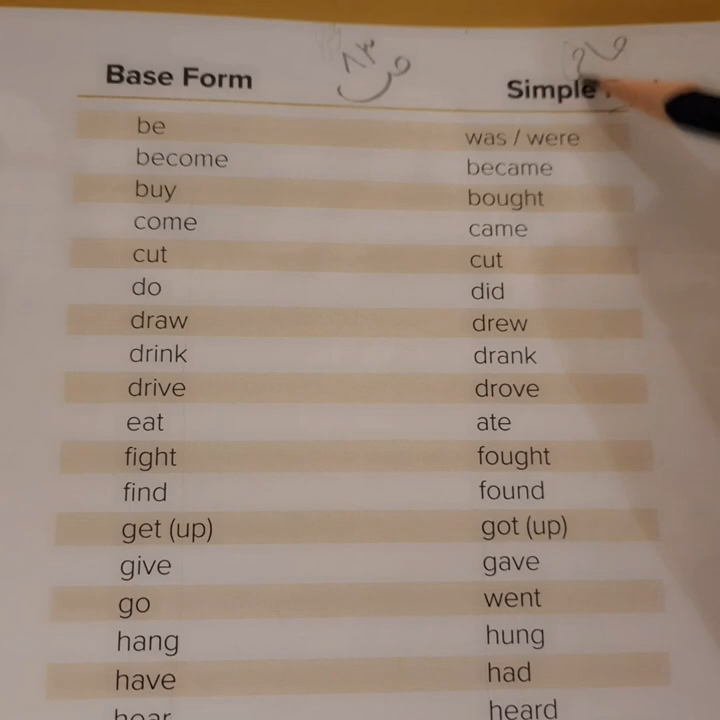 Base Form Simple
be was / were
become became
buy bought
come came
cut cut
do did
draw drew
drink drank
drive drove
eat ate
fight fought
find found
get (up) got (up)
give gave
go went
hang hung
have had
hear heard